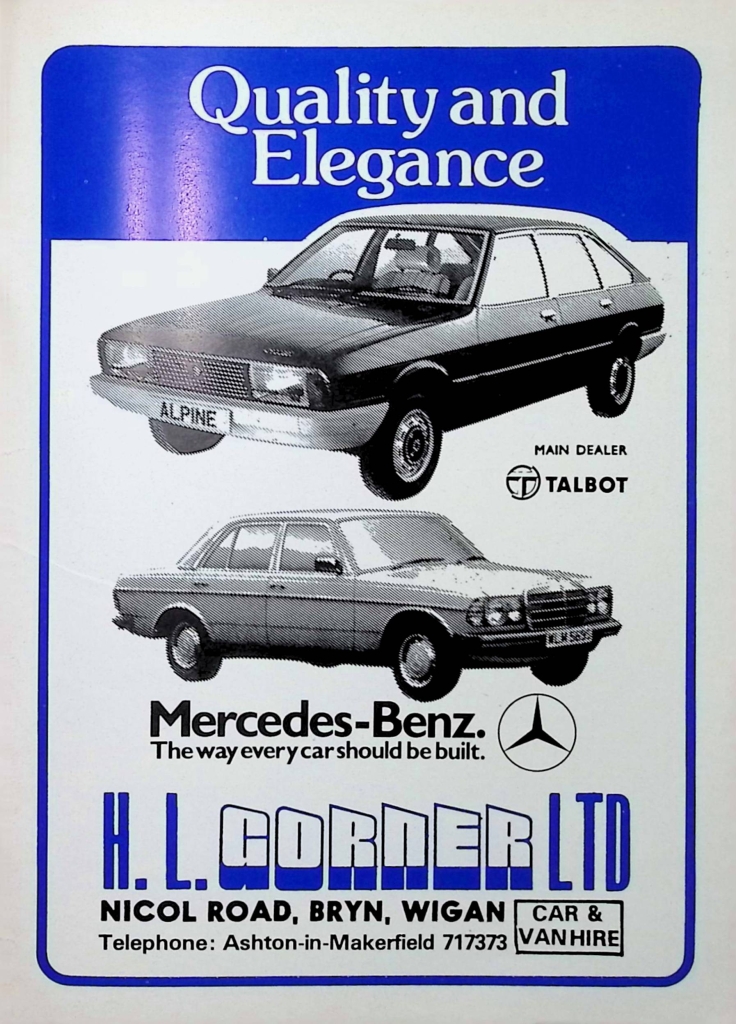 Quality and
Elegance
ALPINE
MAIN DEALER
TALBOT
Mercedes-Benz.
The way every car should be built.
H. L. GORNER LTD
NICOL ROAD, BRYN, WIGAN
Telephone: Ashton-in-Makerfield 717373
CAR &
VAN HIRE